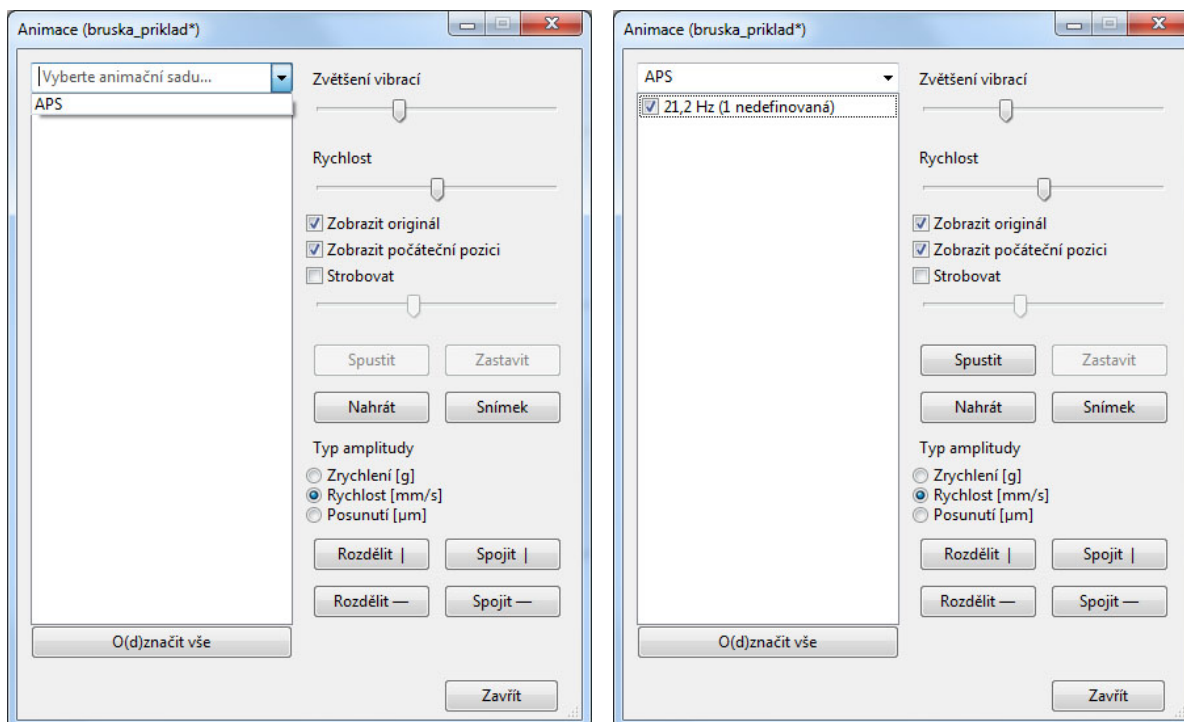 Animace (bruska_priklad*)
Vyberte animační sadu...
APS
Zvětšení vibrací
Rychlost
Zobrazit originál
Zobrazit počáteční pozici
Strobovat
Spustit
Zastavit
Nahrát
Snímek
Typ amplitudy
Zrychlení [g]
Rychlost [mm/s]
Posunutí [µm]
Rozdělit |
Spojit |
Rozdělit —
Spojit —
O(d)značit vše
Zavřít
Animace (bruska_priklad*)
APS
21,2 Hz (1 nedefinovaná)
Zvětšení vibrací
Rychlost
Zobrazit originál
Zobrazit počáteční pozici
Strobovat
Spustit
Zastavit
Nahrát
Snímek
Typ amplitudy
Zrychlení [g]
Rychlost [mm/s]
Posunutí [µm]
Rozdělit |
Spojit |
Rozdělit —
Spojit —
O(d)značit vše
Zavřít